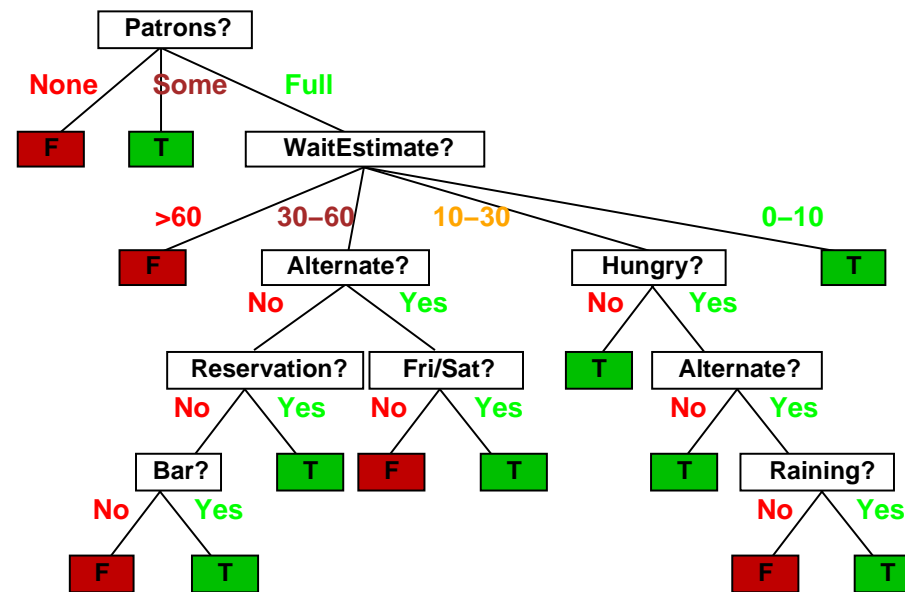 Patrons?
None Some Full
F T WaitEstimate?
>60 30–60 10–30 0–10
F Alternate? Hungry? T
No Yes No Yes
Reservation? Fri/Sat? T Alternate?
No Yes No Yes No Yes
Bar? T F T T Raining?
No Yes No Yes
F T F T